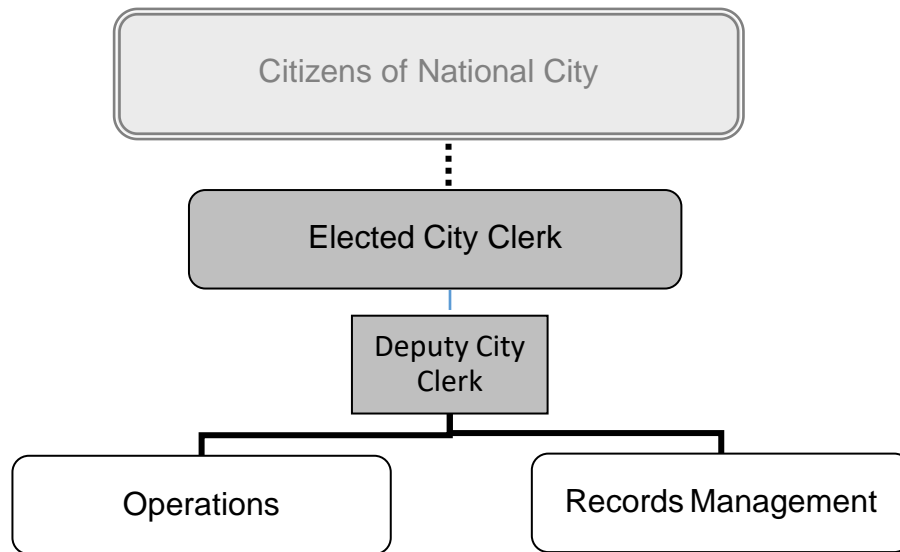 Citizens of National City
Elected City Clerk
Deputy City
Clerk
Operations
Records Management